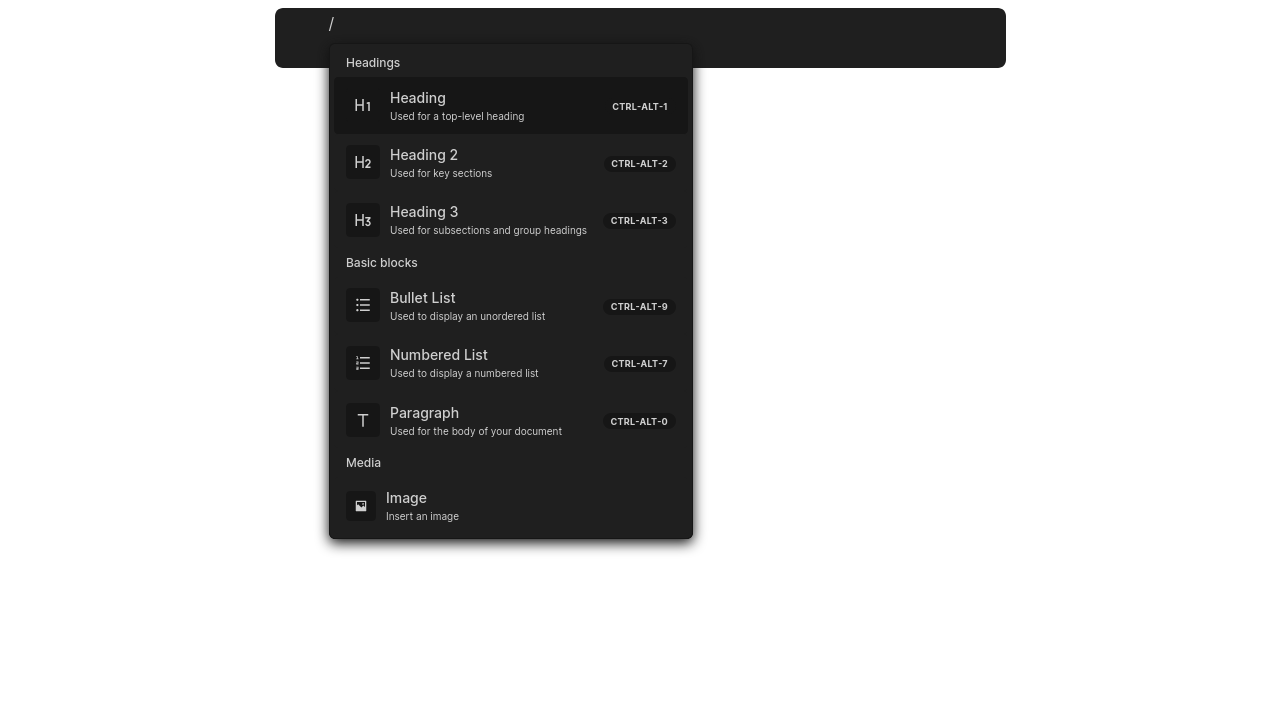 /
Headings
H1 Heading CTRL-ALT-1
Used for a top-level heading
H2 Heading 2 CTRL-ALT-2
Used for key sections
H3 Heading 3 CTRL-ALT-3
Used for subsections and group headings
Basic blocks
Bullet List CTRL-ALT-9
Used to display an unordered list
Numbered List CTRL-ALT-7
Used to display a numbered list
T Paragraph CTRL-ALT-0
Used for the body of your document
Media
Image
Insert an image